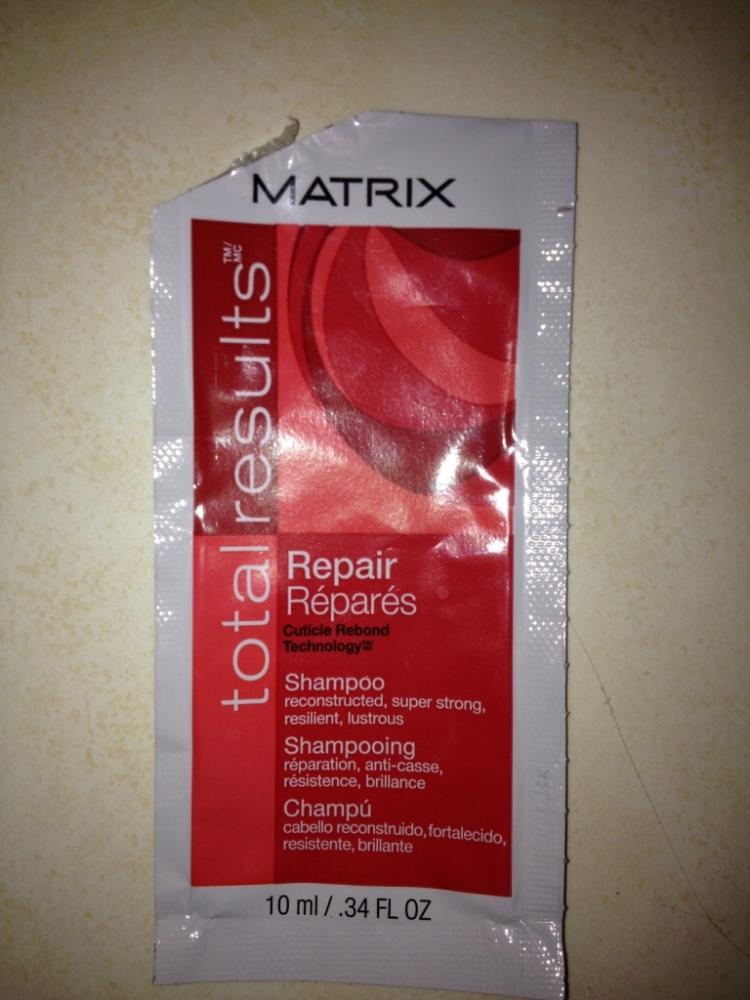 MATRIX
total results TM/MC
Repair
Réparés
Cuticle Rebond
Technology
Shampoo
reconstructed, super strong,
resilient, lustrous
Shampooing
réparation, anti-casse,
résistence, brillance
Champú
cabello reconstruido, fortalecido,
resistente, brillante
10 ml / .34 FL OZ